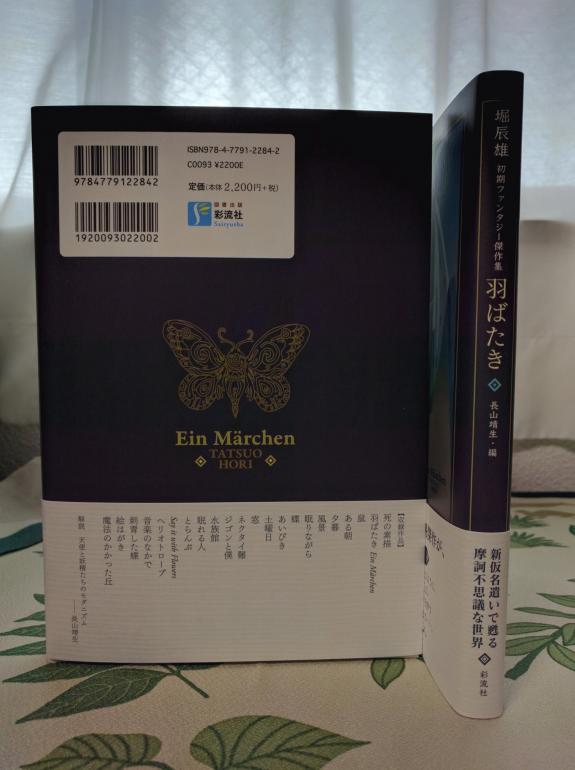 ISBN978-4-7791-2284-2
C0093 ¥2200E
定価(本体2,200円+税)
図書出版
彩流社
Sairyusha
9784779122842
1920093022002
Ein Märchen
TATSUO
HORI
【収録作品】
死の素描
羽ばたき Ein Märchen
鼠
ある朝
夕暮
風景
眠りながら
蝶
あいびき
土曜日
窓
ネクタイ難
ジゴンと僕
水族館
眠れる人
とらんぷ
Say it with Flowers
ヘリオトロープ
音楽のなかで
刺青した蝶
絵はがき
魔法のかかった丘
解説 天使と妖精たちのモダニズム
――長山靖生
堀辰雄 初期ファンタジー傑作集
羽ばたき
長山靖生・編
新仮名遣いで甦る
摩訶不思議な世界
彩流社